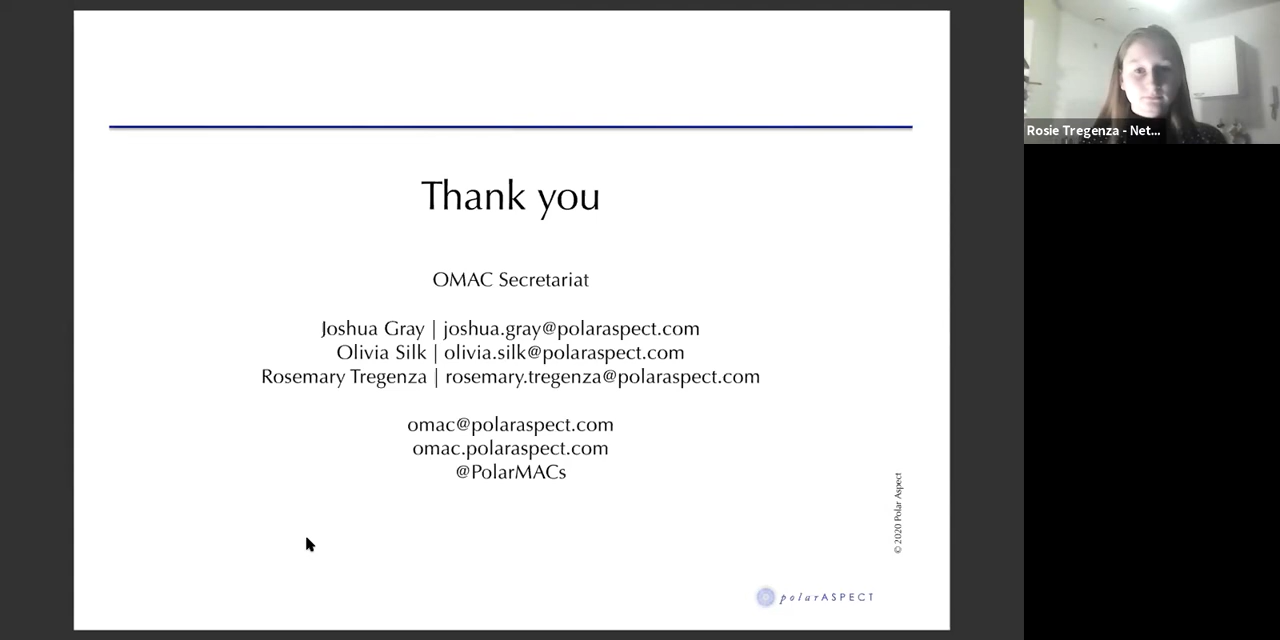 Thank you
OMAC Secretariat
Joshua Gray | joshua.gray@polaraspect.com
Olivia Silk | olivia.silk@polaraspect.com
Rosemary Tregenza | rosemary.tregenza@polaraspect.com
omac@polaraspect.com
omac.polaraspect.com
@PolarMACs
© 2020 Polar Aspect
polarASPECT
Rosie Tregenza - Net...